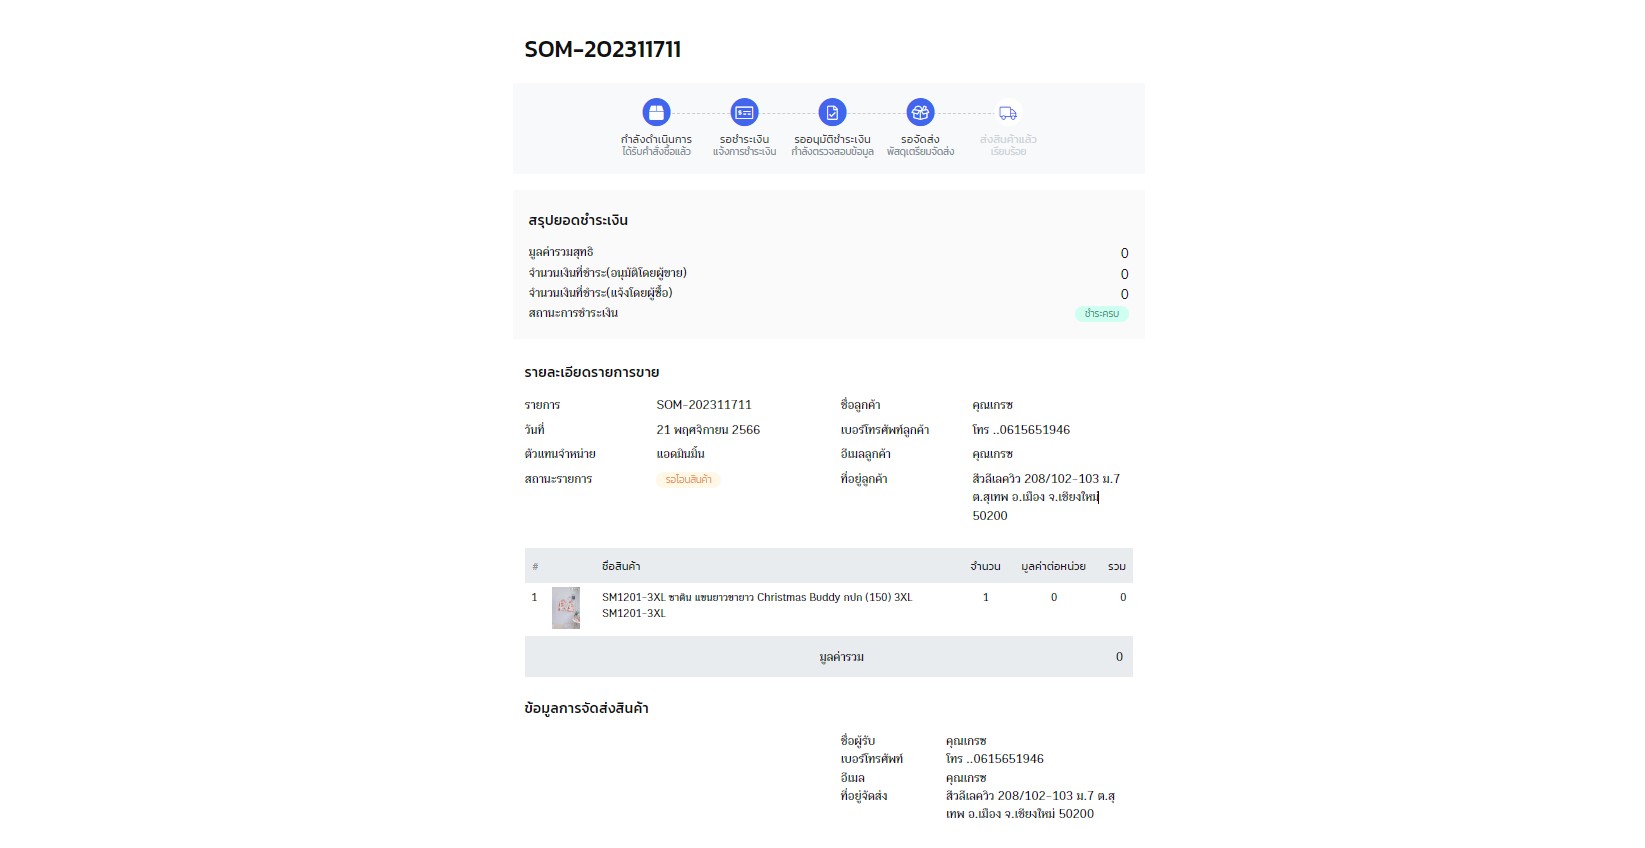 SOM-202311711
กำลังดำเนินการ รอชำระเงิน รออนุมัติชำระเงิน รอจัดส่ง ส่งสินค้าแล้ว
ได้รับคำสั่งซื้อแล้ว แจ้งการชำระเงิน กำลังตรวจสอบข้อมูล พัสดุเตรียมจัดส่ง เรียบร้อย
สรุปยอดชำระเงิน
มูลค่ารวมสุทธิ 0
จำนวนเงินที่ชำระ(อนุมัติโดยผู้ขาย) 0
จำนวนเงินที่ชำระ(แจ้งโดยผู้ซื้อ) 0
สถานะการชำระเงิน ชำระครบ
รายละเอียดรายการขาย
รายการ SOM-202311711 ชื่อลูกค้า คุณเกรซ
วันที่ 21 พฤศจิกายน 2566 เบอร์โทรศัพท์ลูกค้า โทร ..0615651946
ตัวแทนจำหน่าย แอดมินมิ้น อีเมลลูกค้า คุณเกรซ
สถานะรายการ รอโอนสินค้า ที่อยู่ลูกค้า สิวลีเลควิว 208/102-103 ม.7
ต.สุเทพ อ.เมือง จ.เชียงใหม่
50200
# ชื่อสินค้า จำนวน มูลค่าต่อหน่วย รวม
1 SM1201-3XL ซาติน แขนยาวขายาว Christmas Buddy กปก (150) 3XL 1 0 0
SM1201-3XL
มูลค่ารวม 0
ข้อมูลการจัดส่งสินค้า
ชื่อผู้รับ คุณเกรซ
เบอร์โทรศัพท์ โทร ..0615651946
อีเมล คุณเกรซ
ที่อยู่จัดส่ง สิวลีเลควิว 208/102-103 ม.7 ต.สุ
เทพ อ.เมือง จ.เชียงใหม่ 50200